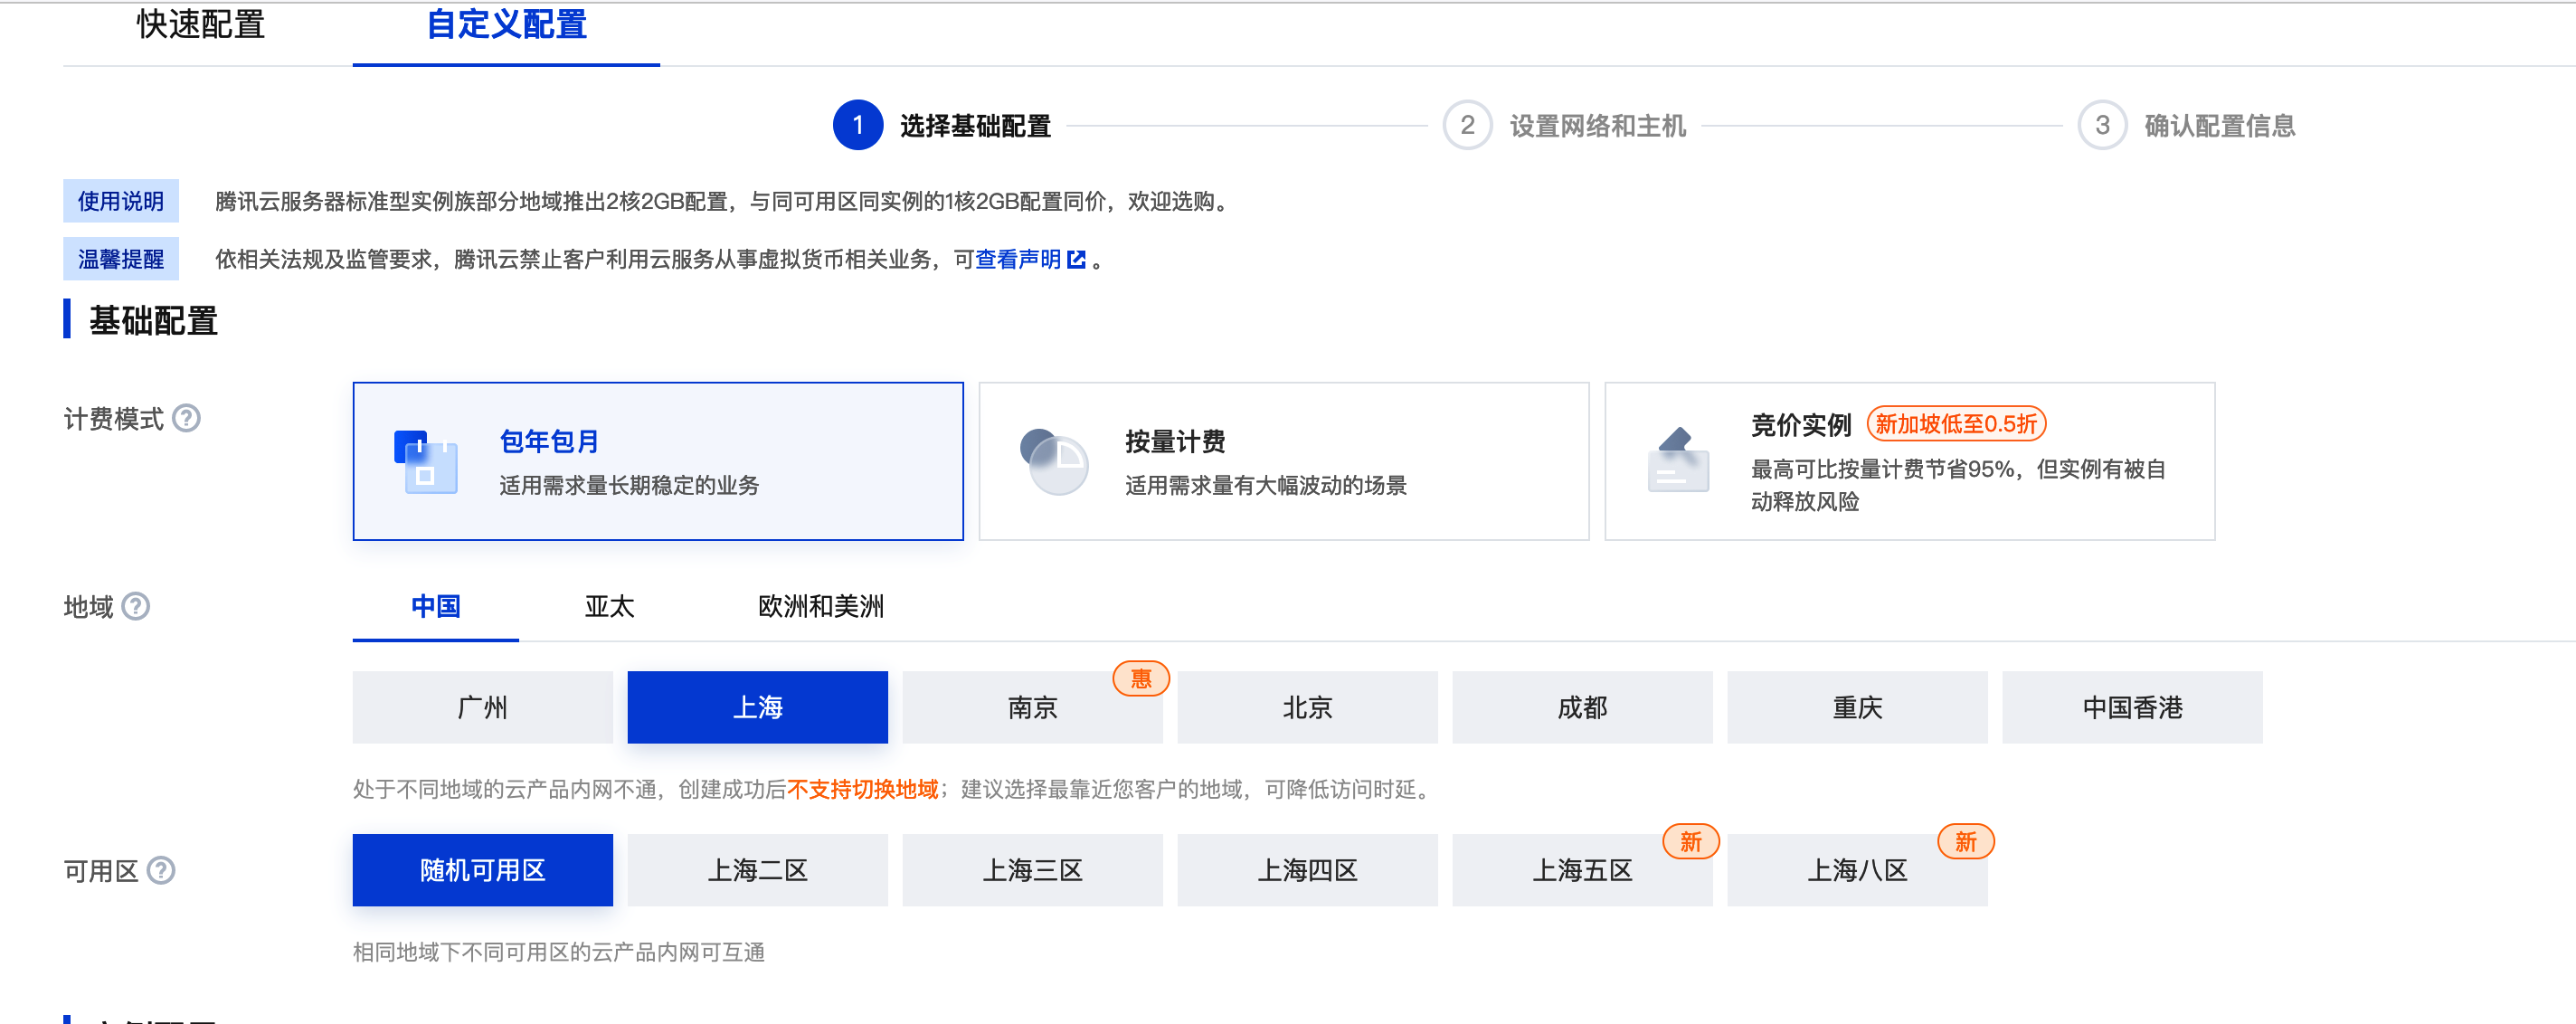 快速配置
自定义配置
1 选择基础配置
2 设置网络和主机
3 确认配置信息
使用说明 腾讯云服务器标准型实例族部分地域推出2核2GB配置，与同可用区同实例的1核2GB配置同价，欢迎选购。
温馨提醒 依相关法规及监管要求，腾讯云禁止客户利用云服务从事虚拟货币相关业务，可查看声明 。
基础配置
计费模式 ?
包年包月
适用需求量长期稳定的业务
按量计费
适用需求量有大幅波动的场景
竞价实例 新加坡低至0.5折
最高可比按量计费节省95%，但实例有被自
动释放风险
地域 ?
中国 亚太 欧洲和美洲
广州 上海 南京 惠 北京 成都 重庆 中国香港
处于不同地域的云产品内网不通，创建成功后不支持切换地域；建议选择最靠近您客户的地域，可降低访问时延。
可用区 ?
随机可用区 上海二区 上海三区 上海四区 上海五区 新 上海八区 新
相同地域下不同可用区的云产品内网可互通